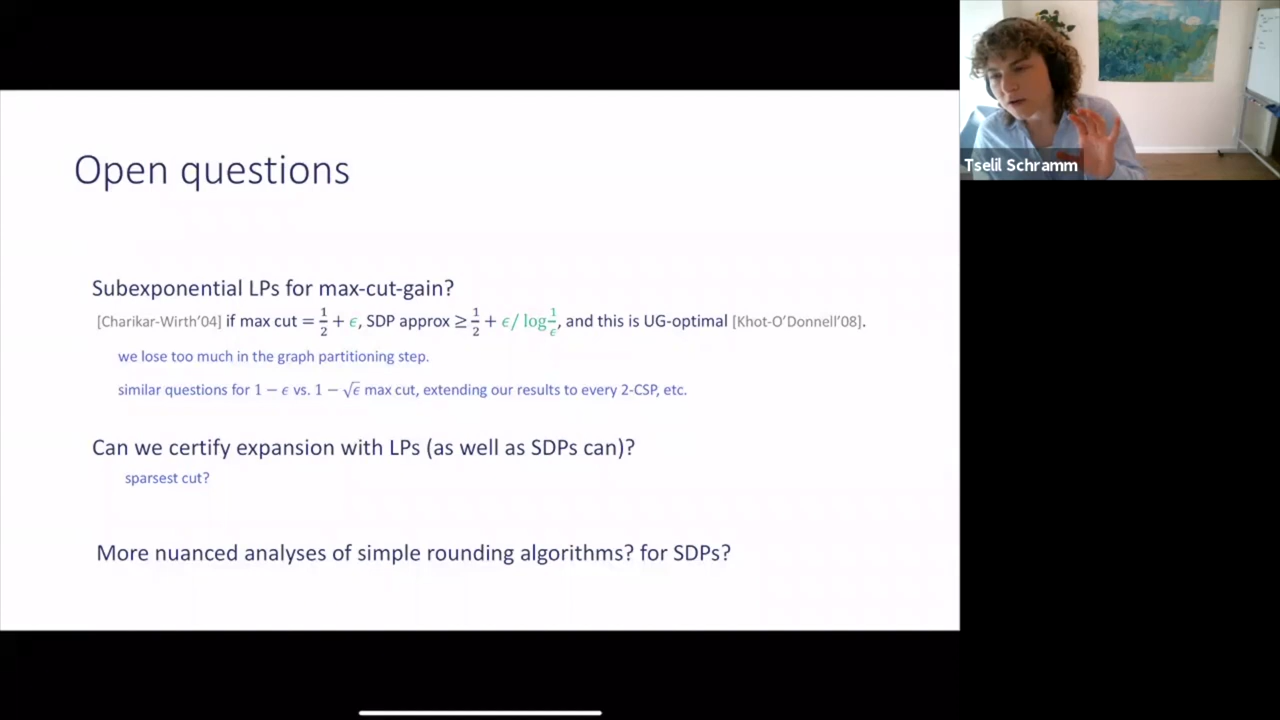 Open questions
Subexponential LPs for max-cut-gain?
[Charikar-Wirth'04] if max cut = 1/2 + ϵ, SDP approx ≥ 1/2 + ϵ/ log 1/ϵ, and this is UG-optimal [Khot-O'Donnell'08].
we lose too much in the graph partitioning step.
similar questions for 1 − ϵ vs. 1 − √ϵ max cut, extending our results to every 2-CSP, etc.
Can we certify expansion with LPs (as well as SDPs can)?
sparsest cut?
More nuanced analyses of simple rounding algorithms? for SDPs?
Tselil Schramm